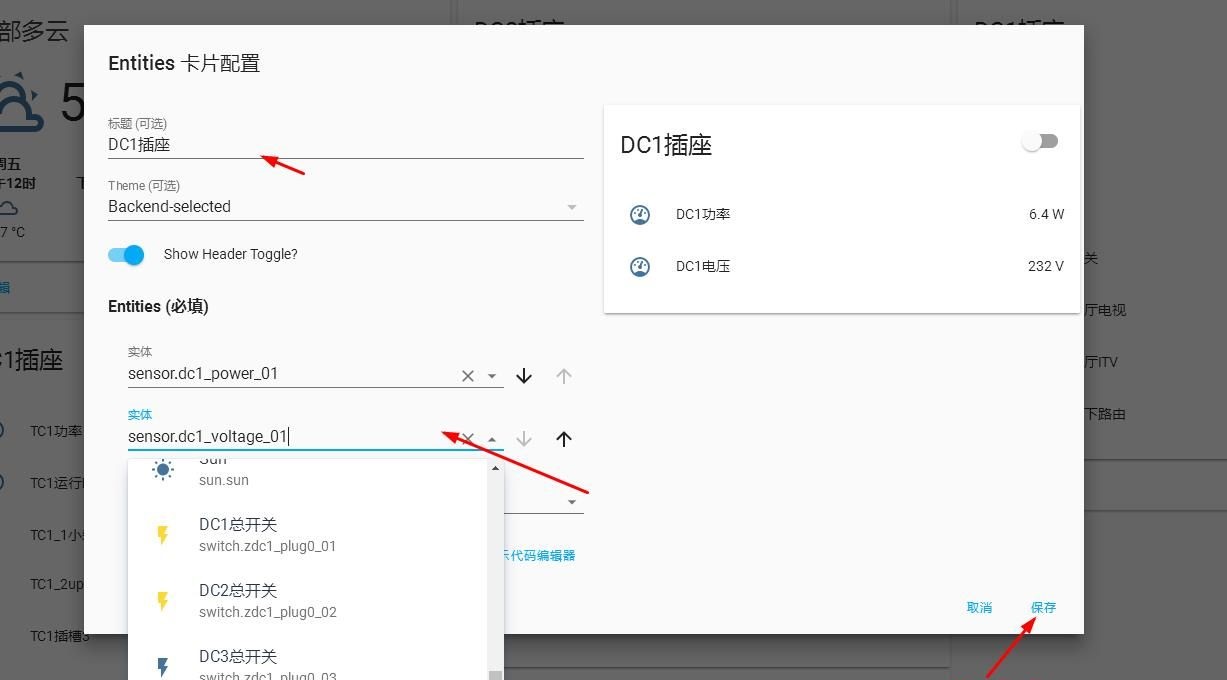 部多云
5
周五
午12时
7 °C
辑
C1插座
TC1功率
TC1运行
TC1_1小
TC1_2up
TC1插槽3
DC1插座
Entities 卡片配置
标题 (可选)
DC1插座
Theme (可选)
Backend-selected
Show Header Toggle?
Entities (必填)
实体
sensor.dc1_power_01
实体
sensor.dc1_voltage_01
Sun
sun.sun
DC1总开关
switch.zdc1_plug0_01
DC2总开关
switch.zdc1_plug0_02
DC3总开关
switch.zdc1_plug0_03
示代码编辑器
DC1插座
DC1功率
6.4 W
DC1电压
232 V
取消
保存
关
厅电视
厅ITV
下路由